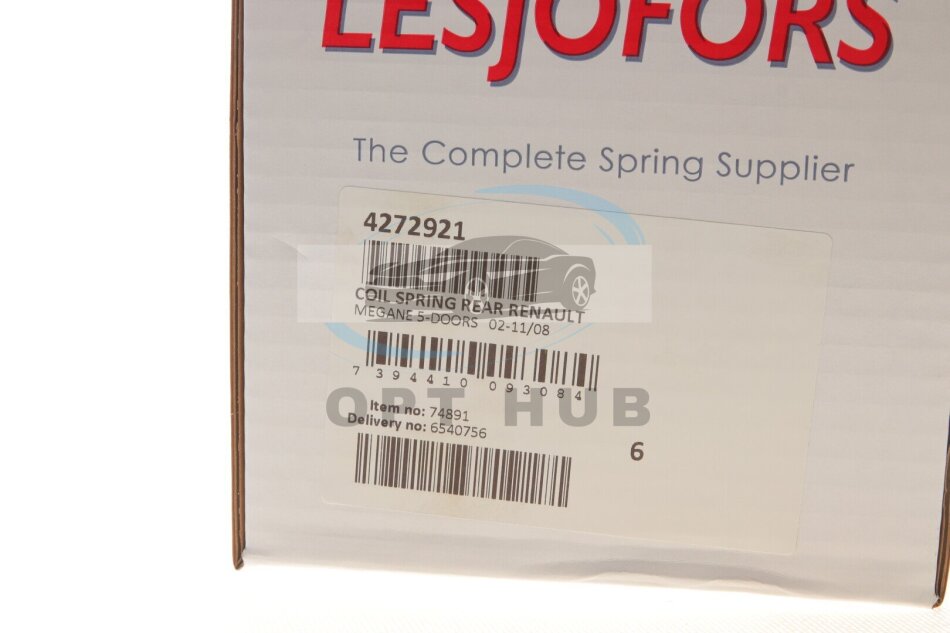 LESJÖFORS
The Complete Spring Supplier
4272921
COIL SPRING REAR RENAULT
MEGANE 5-DOORS 02-11/08
7 394410 093084
OPT HUB
Item no: 74891
Delivery no: 6540756
6